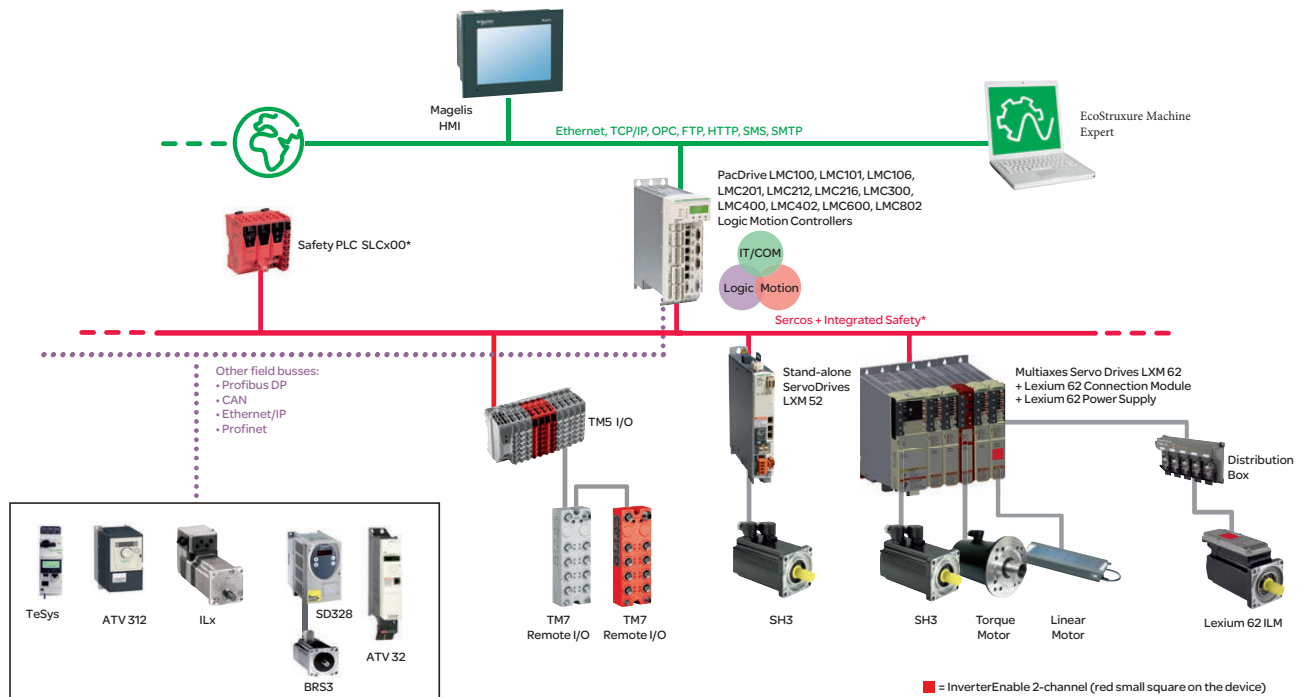 Magelis
HMI
Ethernet, TCP/IP, OPC, FTP, HTTP, SMS, SMTP
EcoStruxure Machine
Expert
PacDrive LMC100, LMC101, LMC106,
LMC201, LMC212, LMC216, LMC300,
LMC400, LMC402, LMC600, LMC802
Logic Motion Controllers
Safety PLC SLCx00*
IT/COM
Logic
Motion
Sercos + Integrated Safety*
Other field busses:
• Profibus DP
• CAN
• Ethernet/IP
• Profinet
TM5 I/O
Stand-alone
ServoDrives
LXM 52
Multiaxes Servo Drives LXM 62
+ Lexium 62 Connection Module
+ Lexium 62 Power Supply
Distribution
Box
TeSys
ATV 312
ILx
SD328
BRS3
ATV 32
TM7
Remote I/O
TM7
Remote I/O
SH3
SH3
Torque
Motor
Linear
Motor
Lexium 62 ILM
= InverterEnable 2-channel (red small square on the device)